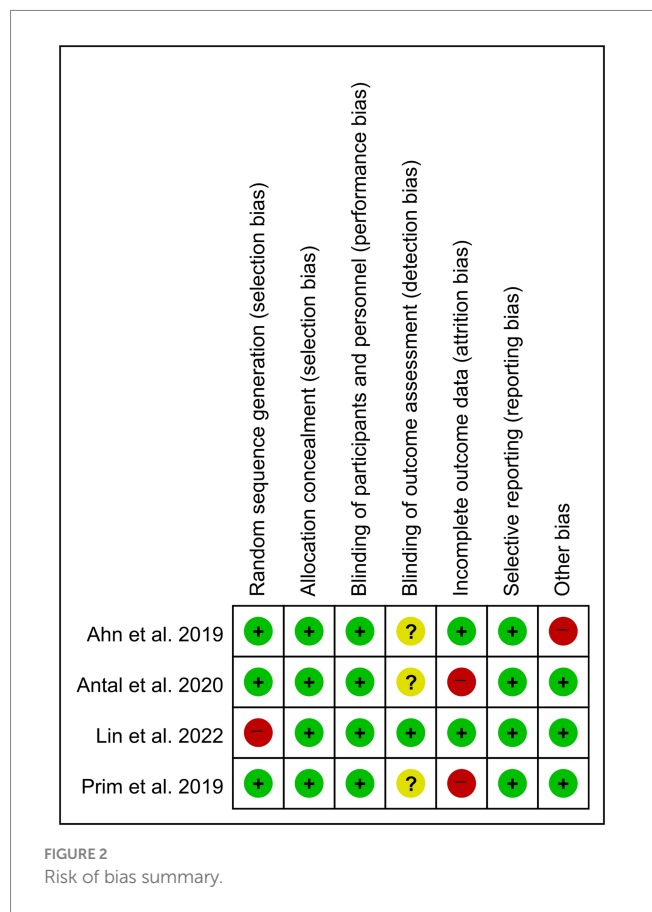 Random sequence generation (selection bias)
Allocation concealment (selection bias)
Blinding of participants and personnel (performance bias)
Blinding of outcome assessment (detection bias)
Incomplete outcome data (attrition bias)
Selective reporting (reporting bias)
Other bias
Ahn et al. 2019 + + + ? + + −
Antal et al. 2020 + + + ? − + +
Lin et al. 2022 − + + + + + +
Prim et al. 2019 + + + ? − + +
FIGURE 2
Risk of bias summary.